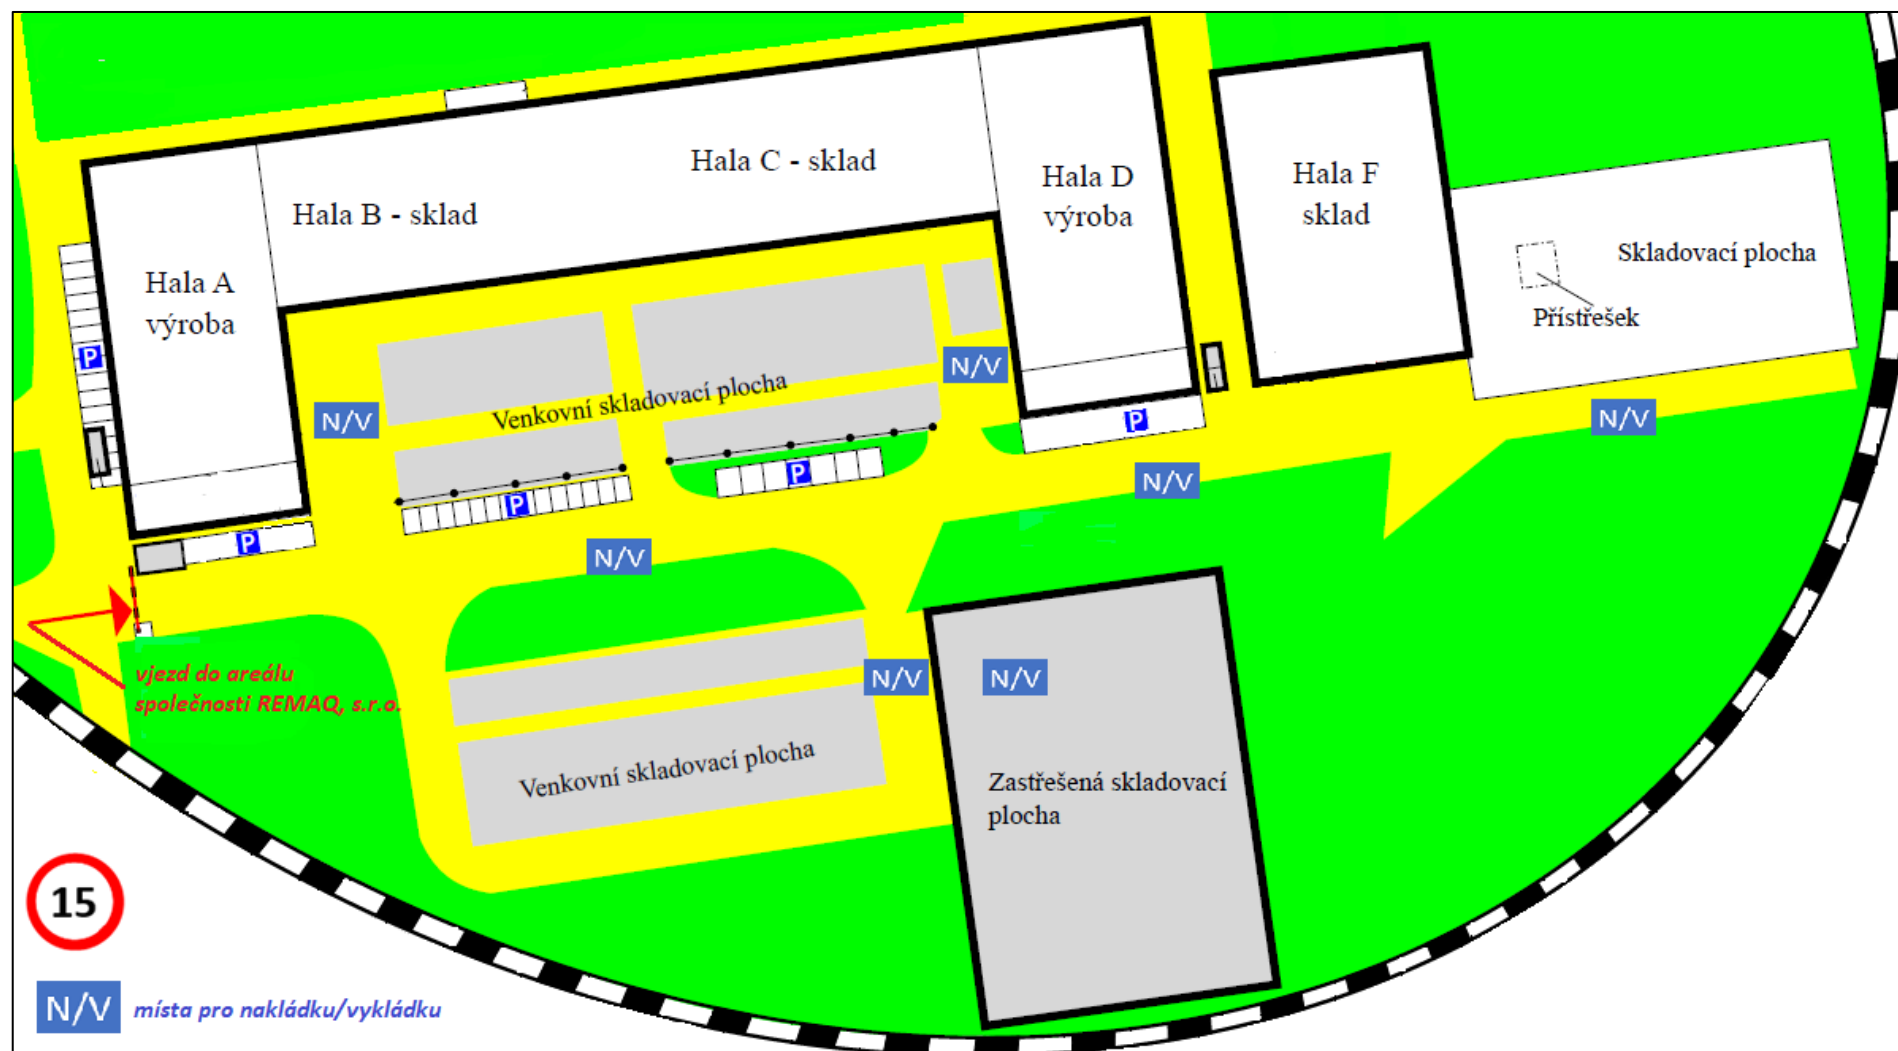 Hala C - sklad
Hala D
výroba
Hala F
sklad
Hala B - sklad
Skladovací plocha
Hala A
výroba
Přístřešek
P
N/V
Venkovní skladovací plocha
N/V
P
N/V
P
N/V
P
P
N/V
N/V
N/V
vjezd do areálu
společnosti REMAQ, s.r.o.
Venkovní skladovací plocha
Zastřešená skladovací
plocha
15
N/V místa pro nakládku/vykládku